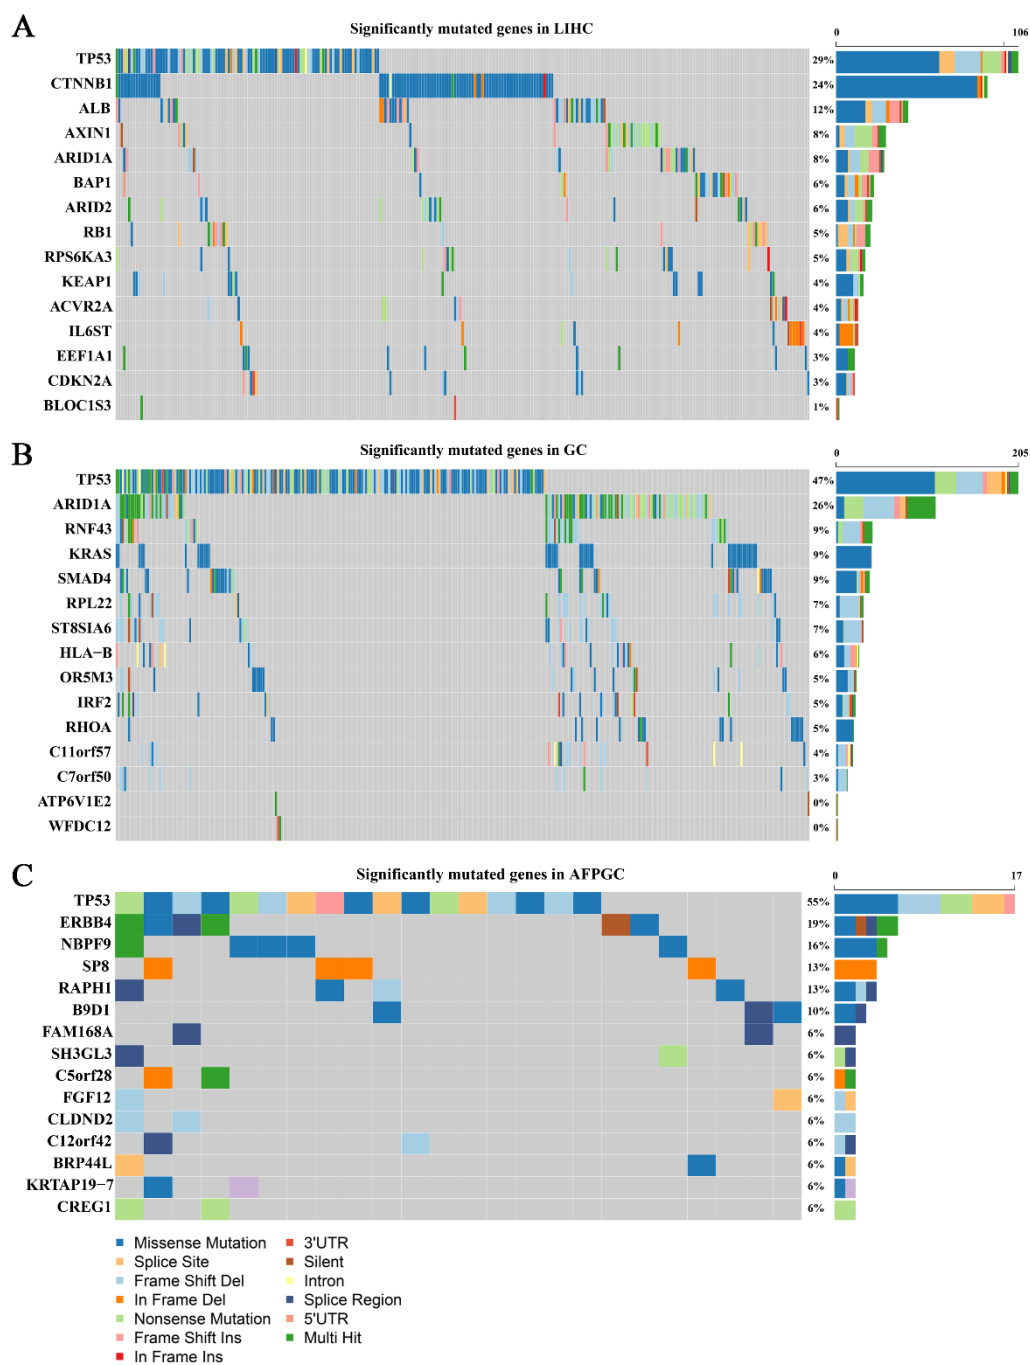 A
Significantly mutated genes in LIHC
0 106
TP53 29%
CTNNB1 24%
ALB 12%
AXIN1 8%
ARID1A 8%
BAP1 6%
ARID2 6%
RB1 5%
RPS6KA3 5%
KEAP1 4%
ACVR2A 4%
IL6ST 4%
EEF1A1 3%
CDKN2A 3%
BLOC1S3 1%
B
Significantly mutated genes in GC
0 205
TP53 47%
ARID1A 26%
RNF43 9%
KRAS 9%
SMAD4 9%
RPL22 7%
ST8SIA6 7%
HLA−B 6%
OR5M3 5%
IRF2 5%
RHOA 5%
C11orf57 4%
C7orf50 3%
ATP6V1E2 0%
WFDC12 0%
C
Significantly mutated genes in AFPGC
0 17
TP53 55%
ERBB4 19%
NBPF9 16%
SP8 13%
RAPH1 13%
B9D1 10%
FAM168A 6%
SH3GL3 6%
C5orf28 6%
FGF12 6%
CLDND2 6%
C12orf42 6%
BRP44L 6%
KRTAP19−7 6%
CREG1 6%
Missense Mutation 3'UTR
Splice Site Silent
Frame Shift Del Intron
In Frame Del Splice Region
Nonsense Mutation 5'UTR
Frame Shift Ins Multi Hit
In Frame Ins